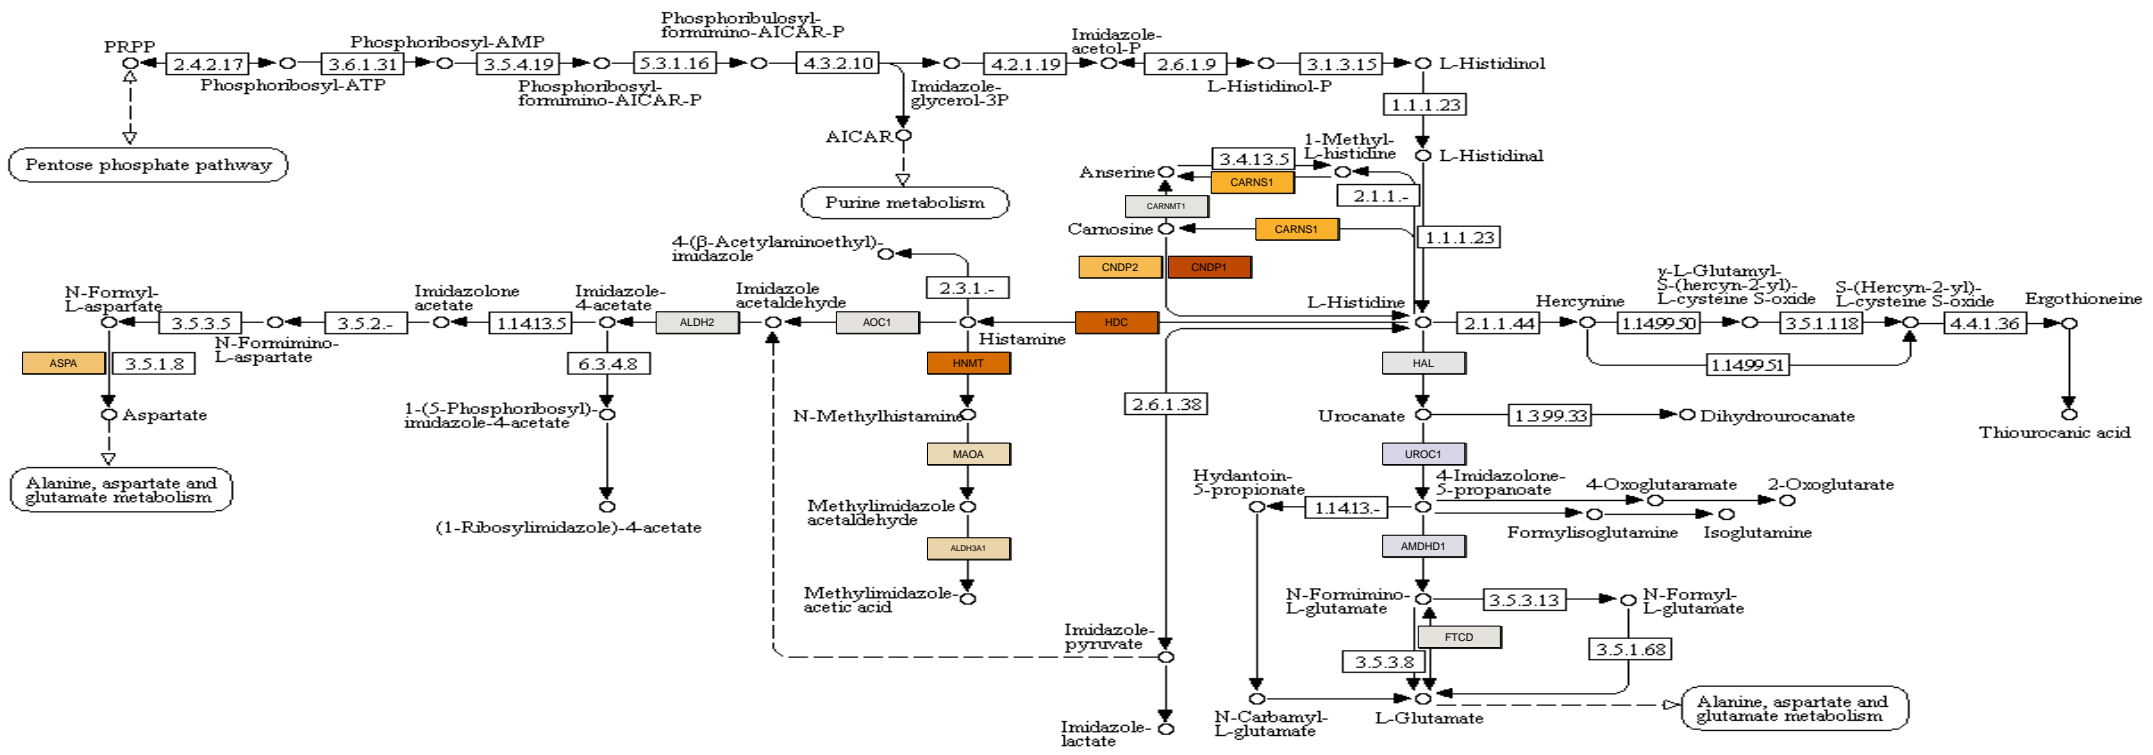 Phosphoribulosyl-
formimino-AICAR-P
PRPP
Phosphoribosyl-AMP
Imidazole-
acetol-P
2.4.2.17
3.6.1.31
3.5.4.19
5.3.1.16
4.3.2.10
4.2.1.19
2.6.1.9
3.1.3.15
L-Histidinol
Phosphoribosyl-ATP
Phosphoribosyl-
formimino-AICAR-P
Imidazole-
glycerol-3P
L-Histidinol-P
1.1.1.23
AICAR
1-Methyl-
L-histidine
3.4.13.5
L-Histidinal
Pentose phosphate pathway
Anserine
CARNS1
2.1.1.-
Purine metabolism
CARNMT1
Carnosine
CARNS1
1.1.1.23
4-(β-Acetylaminoethyl)-
imidazole
CNDP2
CNDP1
2.3.1.-
N-Formyl-
L-aspartate
Imidazolone
acetate
Imidazole-
4-acetate
Imidazole
acetaldehyde
L-Histidine
Hercynine
γ-L-Glutamyl-
S-(hercyn-2-yl)-
L-cysteine S-oxide
S-(Hercyn-2-yl)-
L-cysteine S-oxide
Ergothioneine
3.5.3.5
3.5.2.-
1.14.13.5
ALDH2
AOC1
HDC
2.1.1.44
1.14.99.50
3.5.1.118
4.4.1.36
N-Formimino-
L-aspartate
Histamine
ASPA
3.5.1.8
6.3.4.8
HNMT
HAL
1.14.99.51
Aspartate
1-(5-Phosphoribosyl)-
imidazole-4-acetate
N-Methylhistamine
2.6.1.38
Urocanate
1.3.99.33
Dihydrourocanate
Thiourocanic acid
MAOA
UROC1
Alanine, aspartate and
glutamate metabolism
Hydantoin-
5-propionate
4-Imidazolone-
5-propanoate
4-Oxoglutaramate
2-Oxoglutarate
(1-Ribosylimidazole)-4-acetate
Methylimidazole
acetaldehyde
1.14.13.-
Formylisoglutamine
Isoglutamine
ALDH3A1
AMDHD1
Methylimidazole-
acetic acid
N-Formimino-
L-glutamate
3.5.3.13
N-Formyl-
L-glutamate
Imidazole-
pyruvate
FTCD
3.5.3.8
3.5.1.68
N-Carbamyl-
L-glutamate
L-Glutamate
Alanine, aspartate and
glutamate metabolism
Imidazole-
lactate